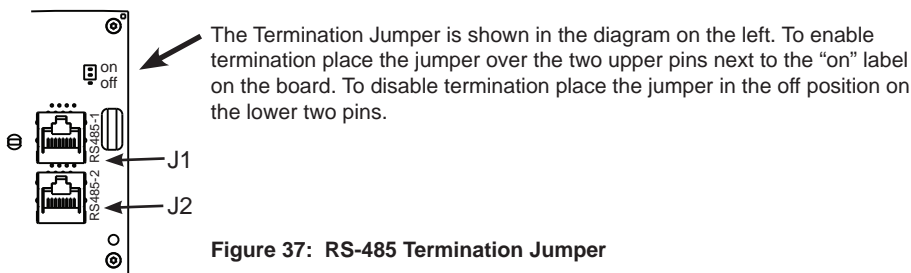 The Termination Jumper is shown in the diagram on the left. To enable
termination place the jumper over the two upper pins next to the “on” label
on the board. To disable termination place the jumper in the off position on
the lower two pins.
on
off
RS485-1
J1
RS485-2
J2
Figure 37: RS-485 Termination Jumper